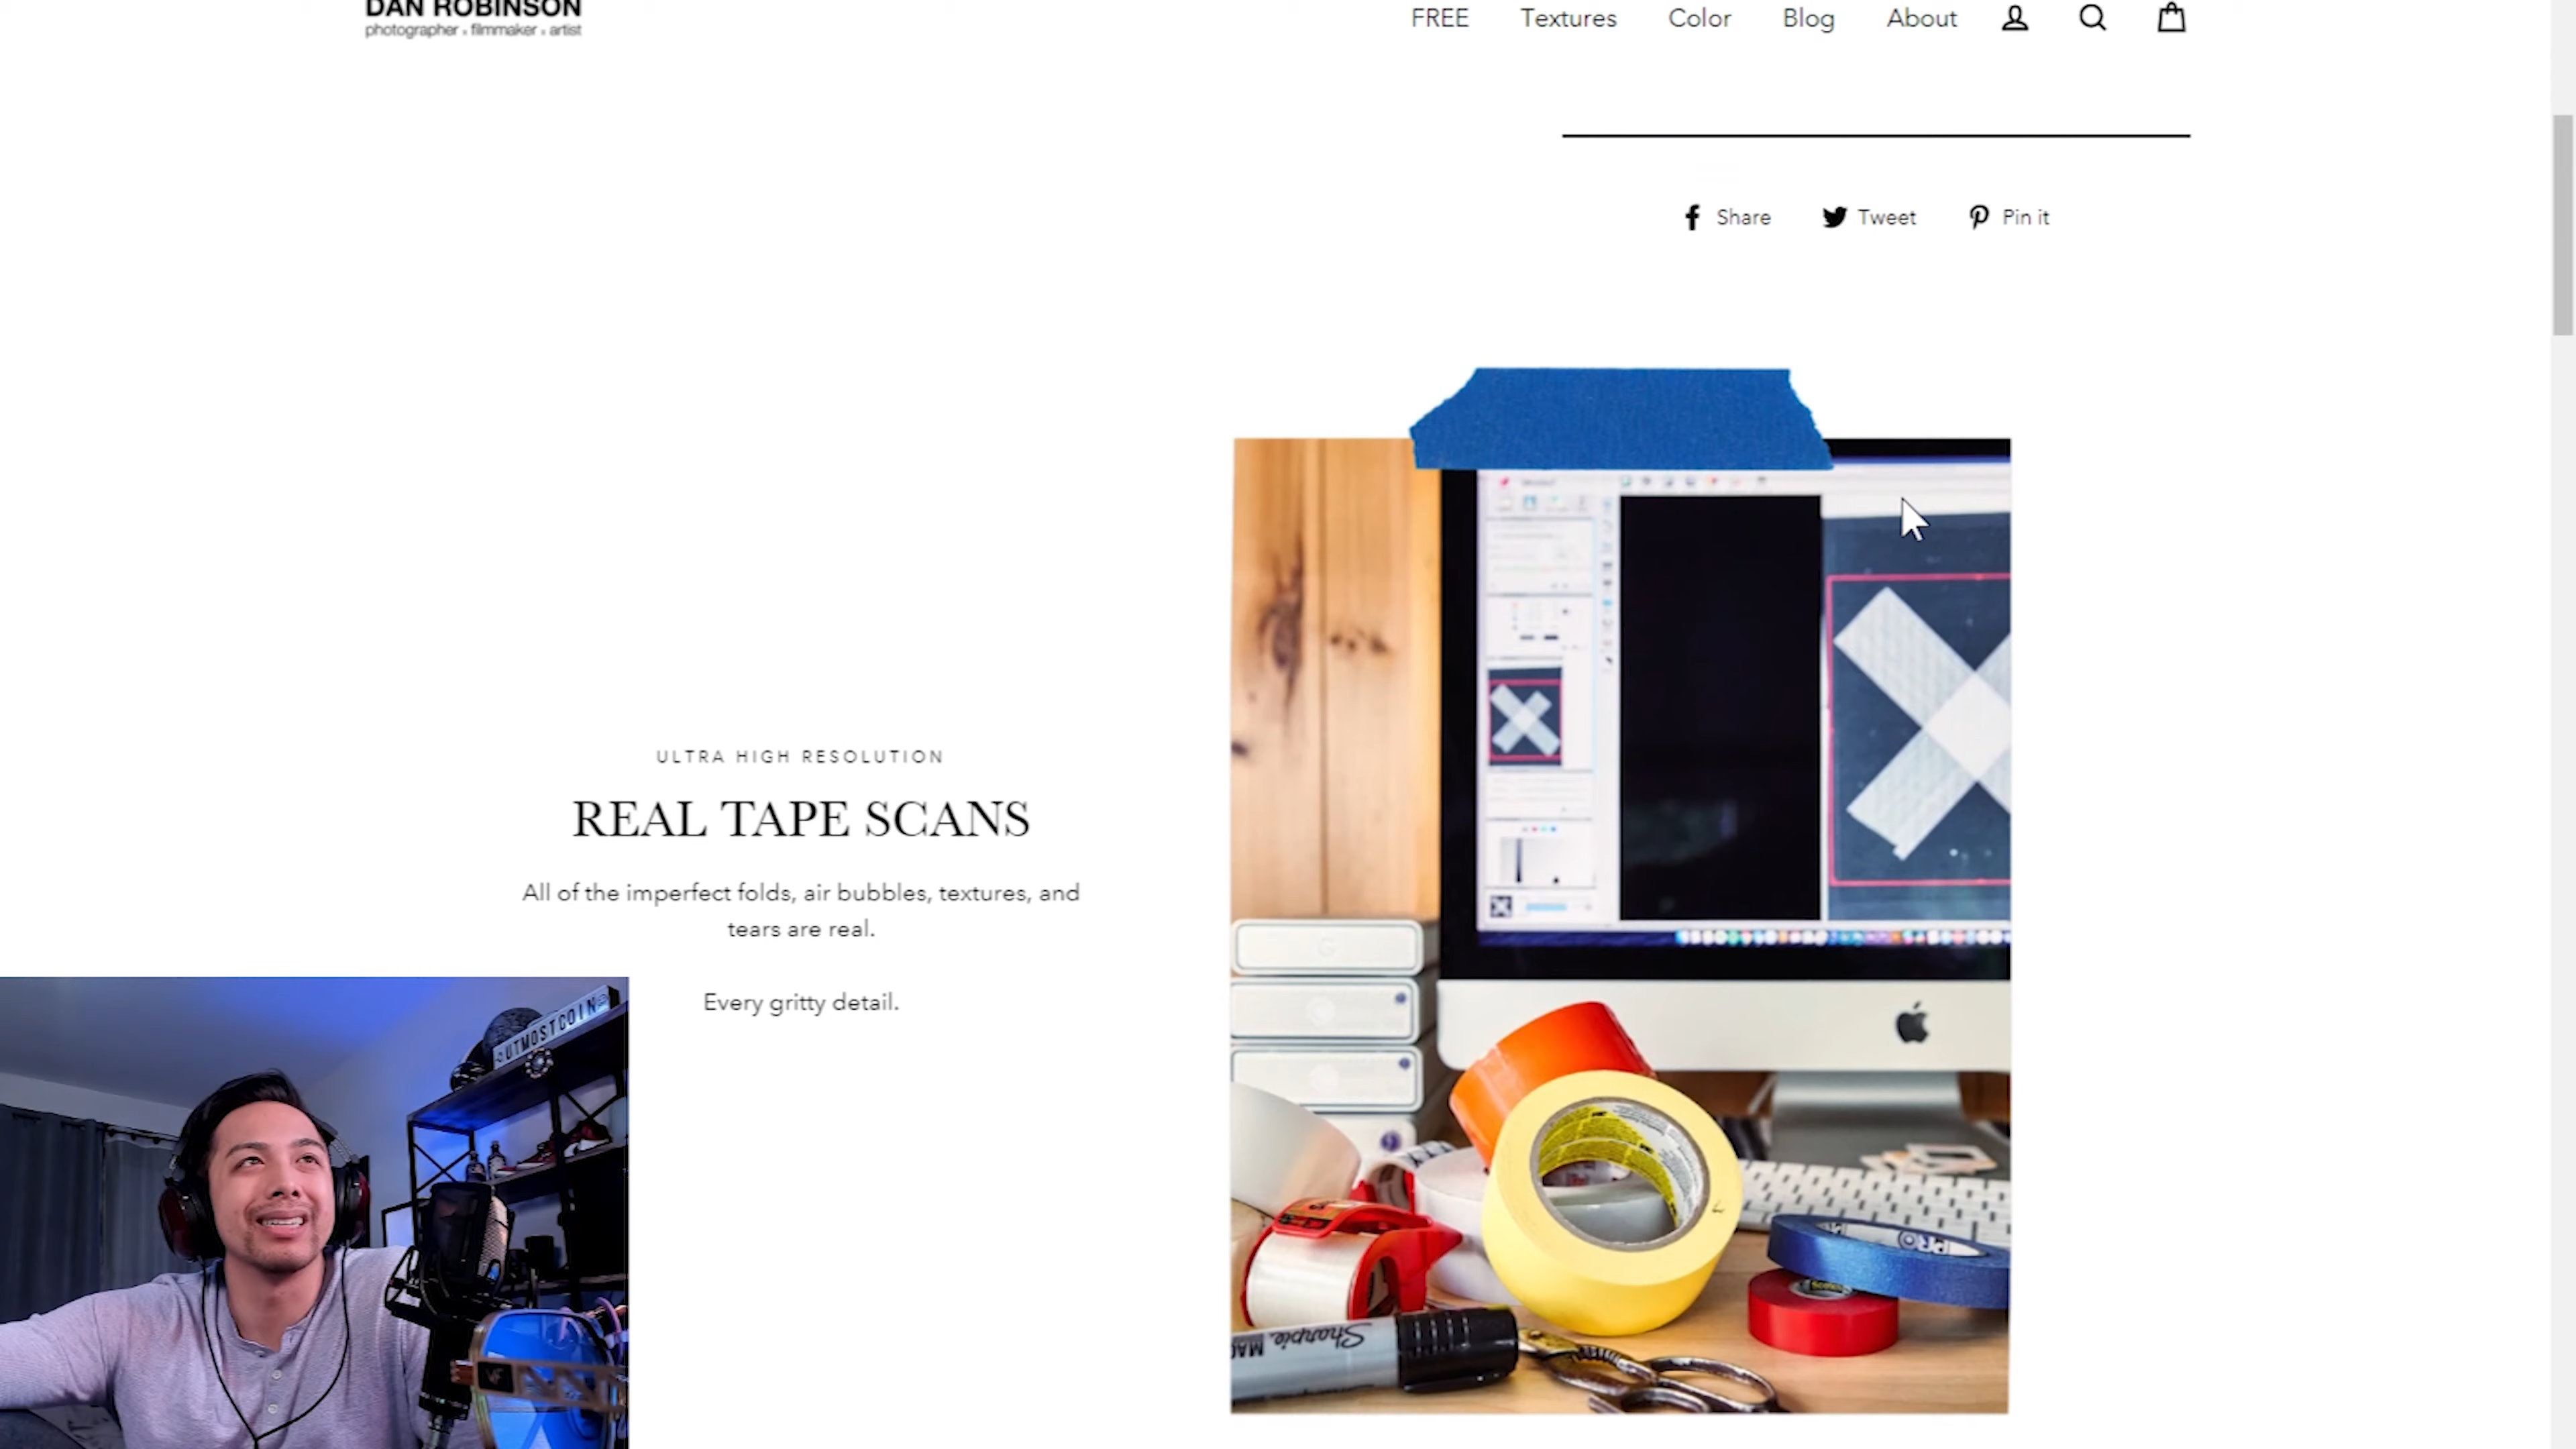 DAN ROBINSON
photographer x filmmaker x artist
FREE Textures Color Blog About
Share Tweet Pin it
ULTRA HIGH RESOLUTION
REAL TAPE SCANS
All of the imperfect folds, air bubbles, textures, and
tears are real.
Every gritty detail.
UTMOSTCOIN
Sharpie
PRO